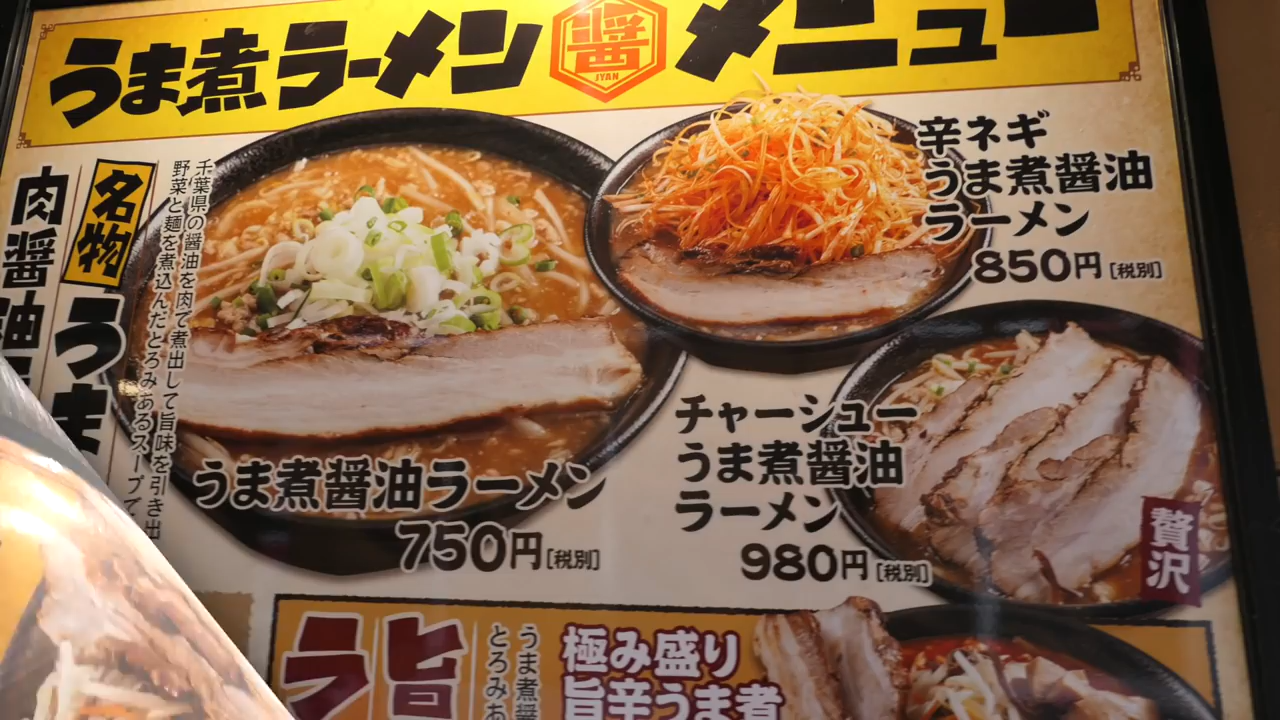 うま煮ラーメン 醤 メニュー
JYAN
名物
うま
肉醤油
千葉県の醤油を肉で煮出して旨味を引き出
野菜と麺を煮込んだとろみあるスープで
うま煮醤油ラーメン
750円[税別]
辛ネギ
うま煮醤油
ラーメン
850円[税別]
チャーシュー
うま煮醤油
ラーメン
980円[税別]
贅沢
旨
うま煮醤
とろみあ
極み盛り
旨辛うま煮